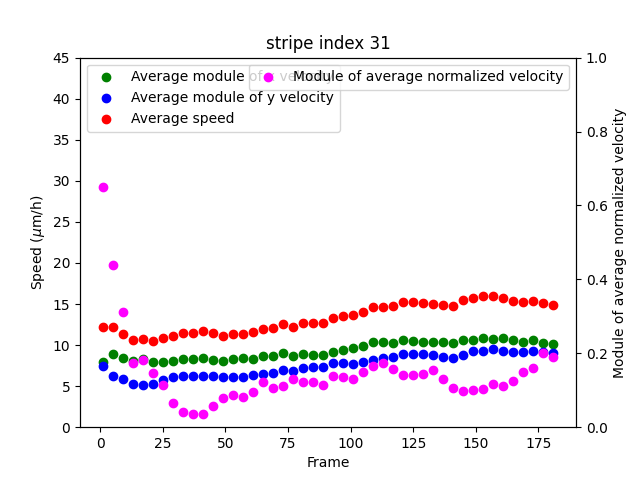 stripe index 31
45
40
35
30
25
20
15
10
5
0
Speed (μm/h)
Average module of x velocity
Average module of y velocity
Average speed
Module of average normalized velocity
1.0
0.8
0.6
0.4
0.2
0.0
Module of average normalized velocity
0 25 50 75 100 125 150 175
Frame